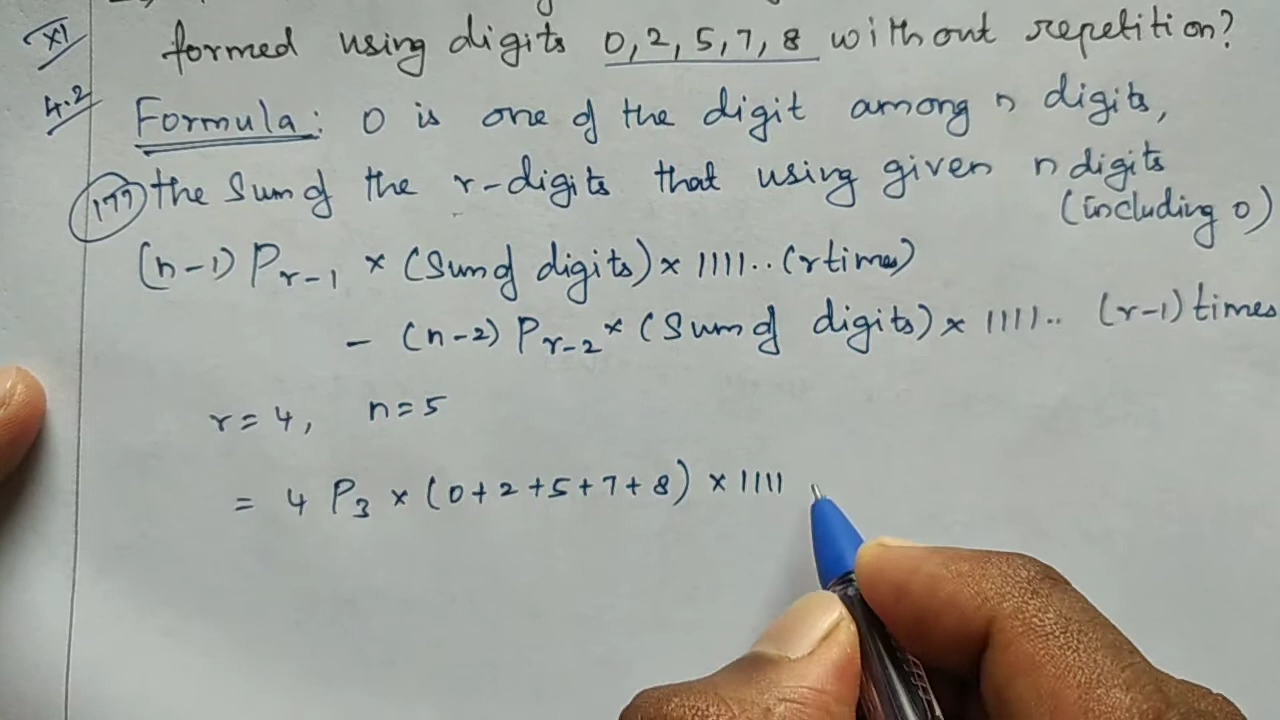 XI
formed using digits 0, 2, 5, 7, 8 without repetition?
4.2
Formula: 0 is one of the digit among n digits,
177 the Sum of the r-digits that using given n digits
(including 0)
(n-1) P r-1 × (Sum of digits) × 1111.. (r times)
- (n-2) P r-2 × (Sum of digits) × 1111.. (r-1) times
r = 4, n = 5
= 4 P 3 × (0+2+5+7+8) × 1111